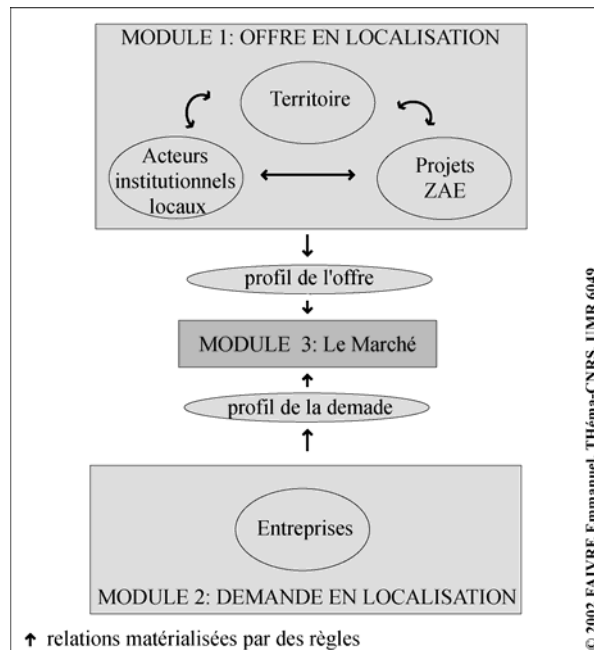 MODULE 1: OFFRE EN LOCALISATION
Territoire
Acteurs
institutionnels
locaux
Projets
ZAE
profil de l'offre
MODULE 3: Le Marché
profil de la demade
Entreprises
MODULE 2: DEMANDE EN LOCALISATION
relations matérialisées par des règles
© 2002 FAIVRE Emmanuel, THéma-CNRS, UMR 6049